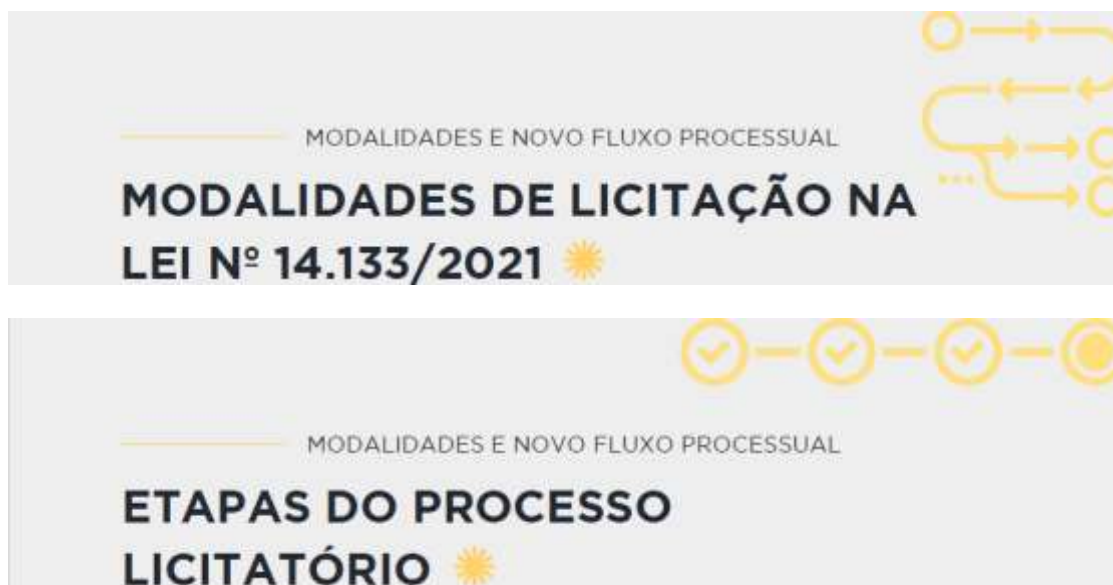 MODALIDADES E NOVO FLUXO PROCESSUAL
MODALIDADES DE LICITAÇÃO NA
LEI Nº 14.133/2021
MODALIDADES E NOVO FLUXO PROCESSUAL
ETAPAS DO PROCESSO
LICITATÓRIO